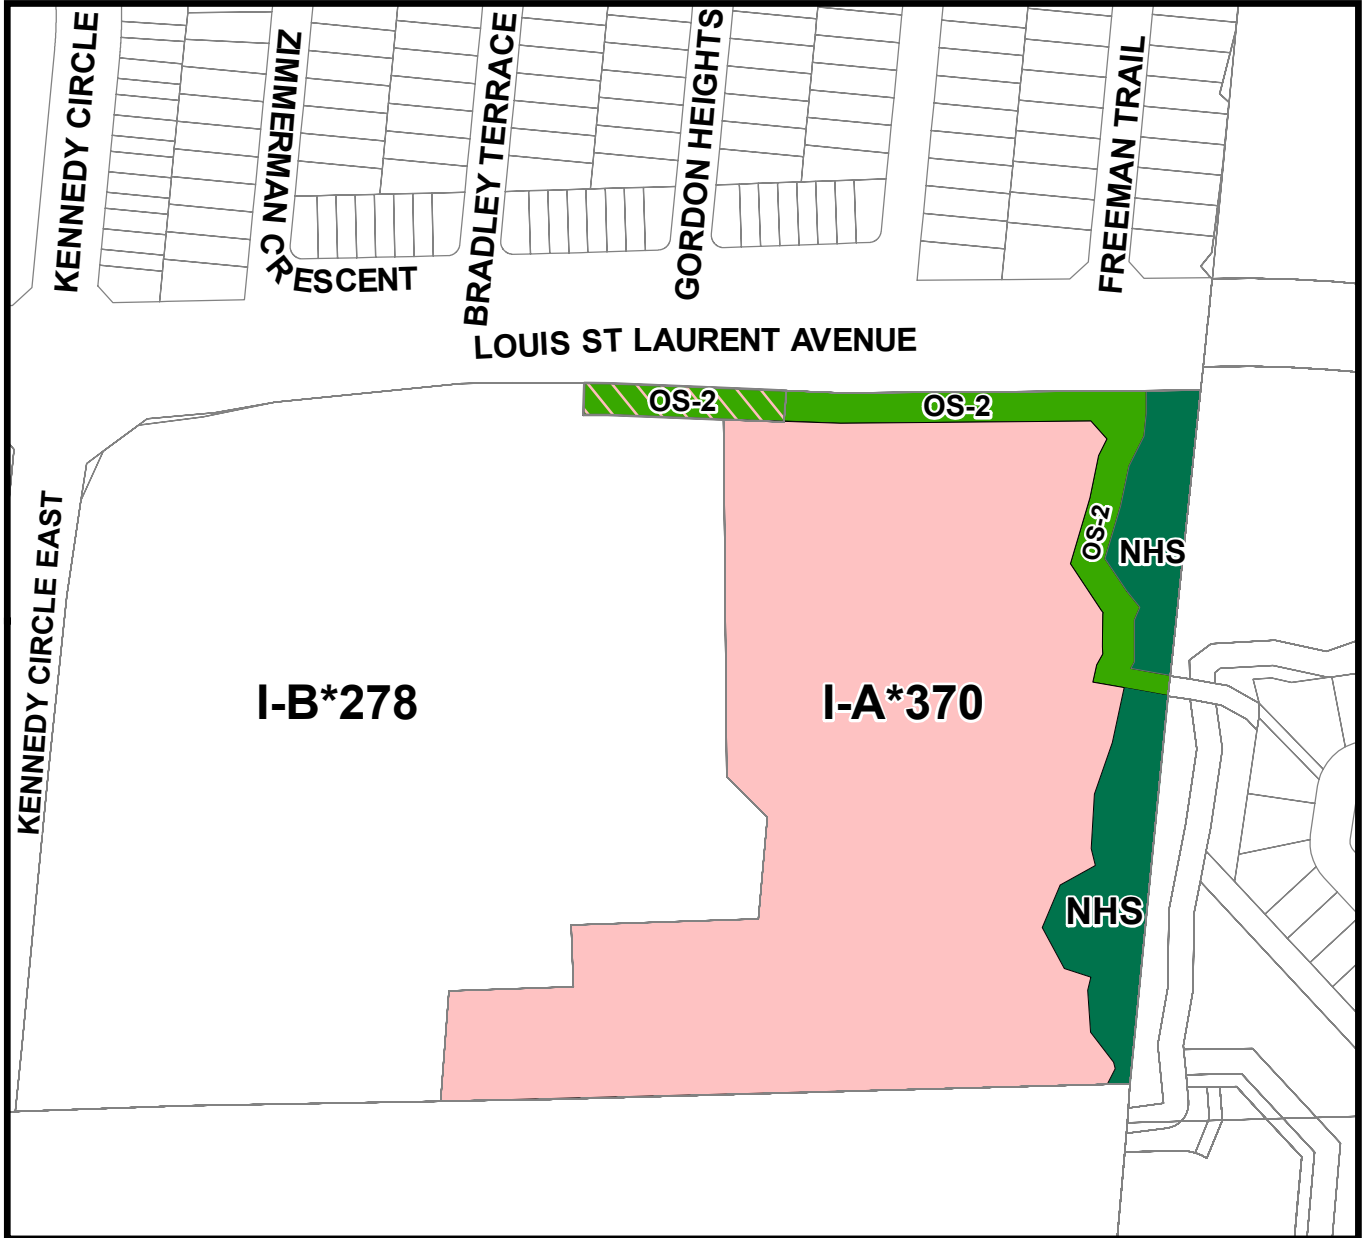 KENNEDY CIRCLE
ZIMMERMAN CRESCENT
BRADLEY TERRACE
GORDON HEIGHTS
FREEMAN TRAIL
LOUIS ST LAURENT AVENUE
OS-2
OS-2
OS-2
NHS
KENNEDY CIRCLE EAST
I-B*278
I-A*370
NHS